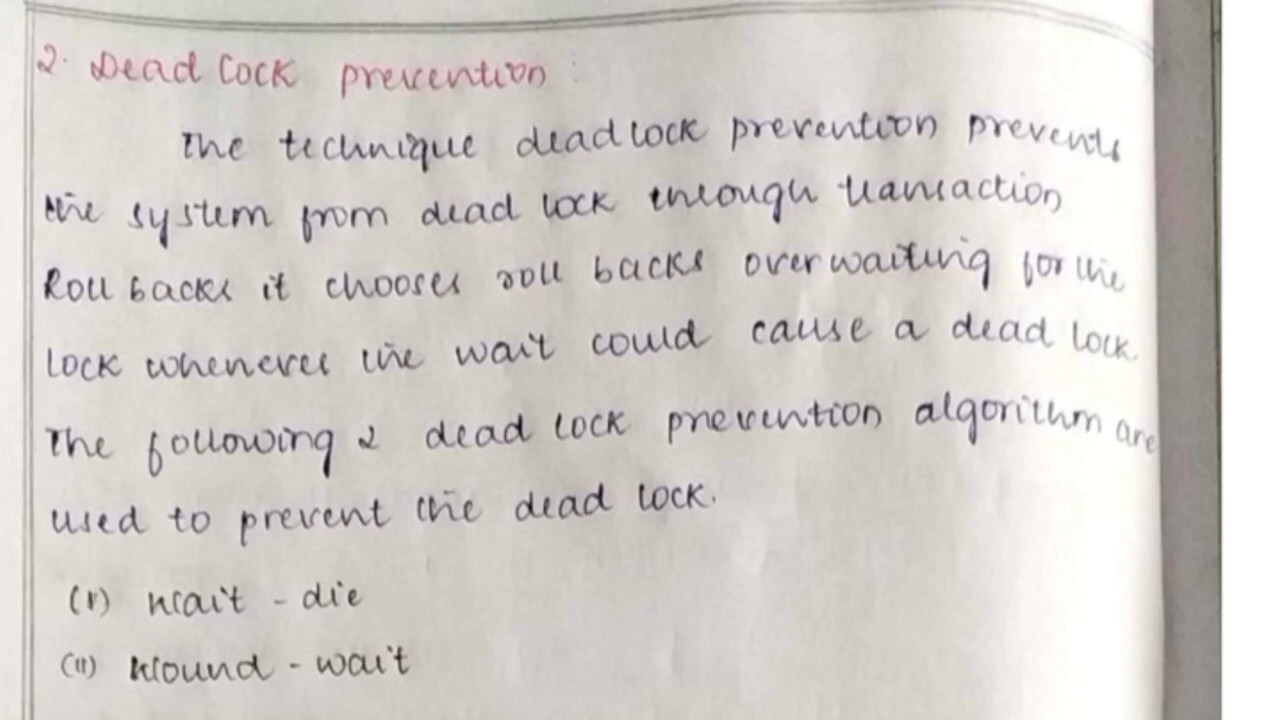 2. Dead lock prevention :
The technique deadlock prevention prevents
the system from dead lock through transaction
Roll backs it chooses roll backs over waiting for the
lock whenever the wait could cause a dead lock.
The following 2 dead lock prevention algorithm are
used to prevent the dead lock.
(i) wait - die
(ii) wound - wait